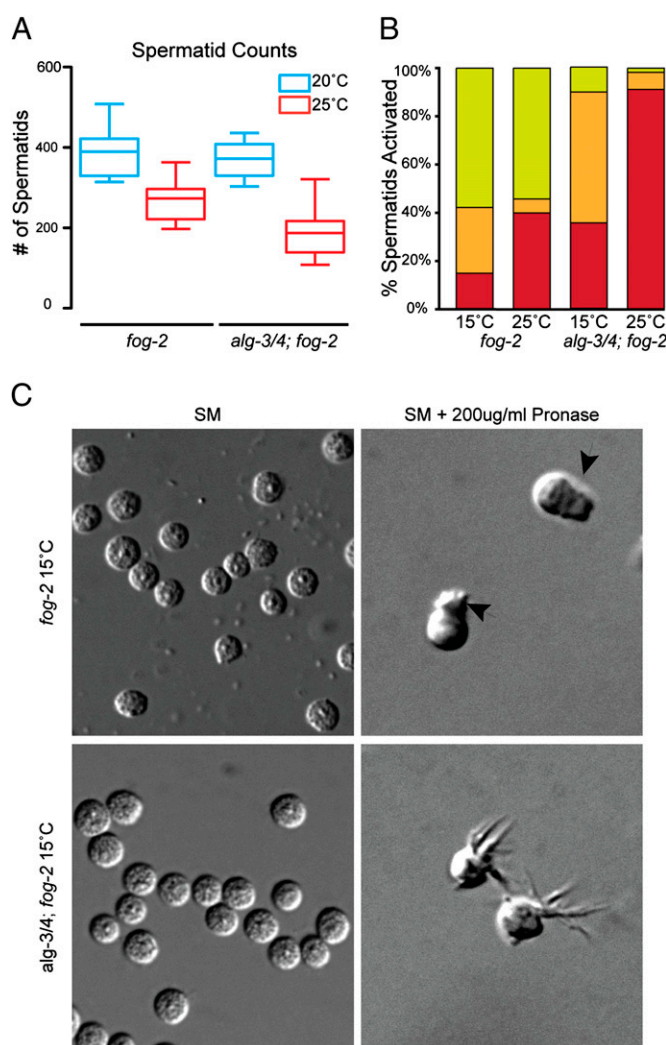 A
Spermatid Counts
# of Spermatids
600
400
200
0
20°C
25°C
fog-2
alg-3/4; fog-2
B
% Spermatids Activated
100%
80%
60%
40%
20%
0%
15°C 25°C 15°C 25°C
fog-2 alg-3/4; fog-2
C
SM
SM + 200ug/ml Pronase
fog-2 15°C
alg-3/4; fog-2 15°C